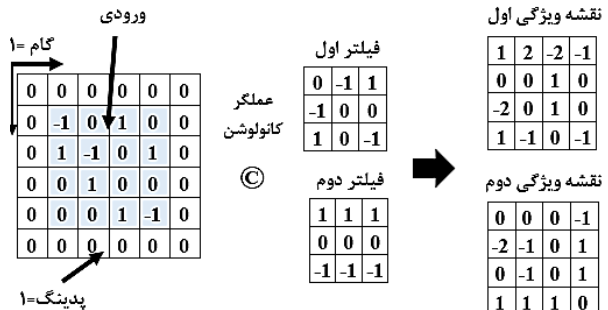 ورودی
گام =۱
0 0 0 0 0 0
0 -1 0 1 0 0
0 1 -1 0 1 0
0 0 1 0 0 0
0 0 0 1 -1 0
0 0 0 0 0 0
پدینگ=۱
عملگر
کانولوشن
©
فیلتر اول
0 -1 1
-1 0 0
1 0 -1
فیلتر دوم
1 1 1
0 0 0
-1 -1 -1
نقشه ویژگی اول
1 2 -2 -1
0 0 1 0
-2 0 1 0
1 -1 0 -1
نقشه ویژگی دوم
0 0 0 -1
-2 -1 0 1
0 -1 0 1
1 1 1 0